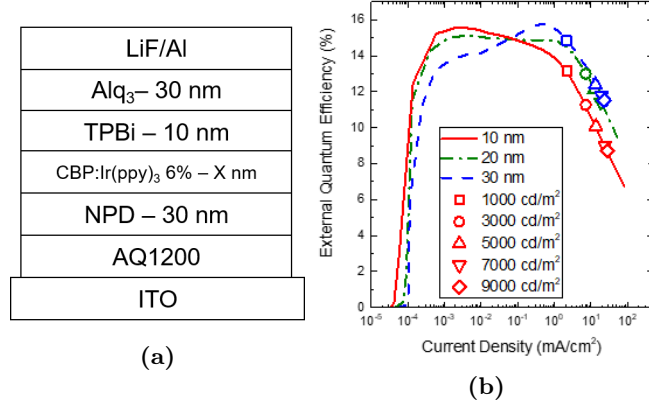 LiF/Al
Alq₃– 30 nm
TPBi – 10 nm
CBP:Ir(ppy)₃ 6% – X nm
NPD – 30 nm
AQ1200
ITO
(a)
External Quantum Efficiency (%)
16
14
12
10
8
6
4
2
0
10 nm
20 nm
30 nm
1000 cd/m²
3000 cd/m²
5000 cd/m²
7000 cd/m²
9000 cd/m²
10⁻⁵ 10⁻⁴ 10⁻³ 10⁻² 10⁻¹ 10⁰ 10¹ 10²
Current Density (mA/cm²)
(b)